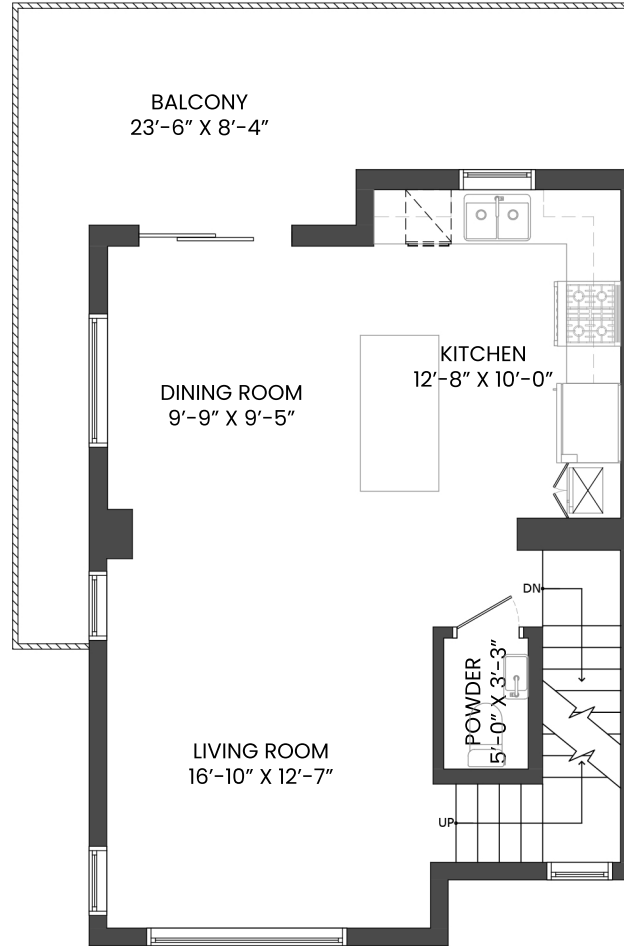 BALCONY
23’-6” X 8’-4”
KITCHEN
12’-8” X 10’-0”
DINING ROOM
9’-9” X 9’-5”
DN
POWDER
5’-0” X 3’-3”
LIVING ROOM
16’-10” X 12’-7”
UP